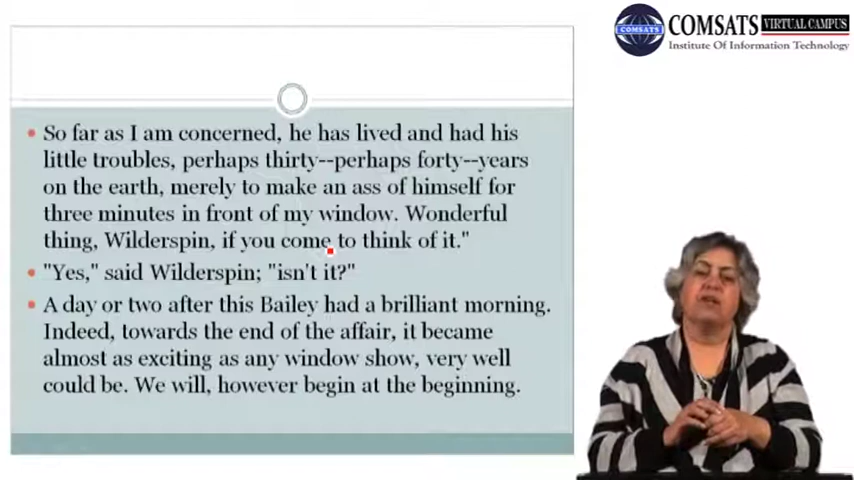 COMSATS VIRTUAL CAMPUS
COMSATS
Institute Of Information Technology
So far as I am concerned, he has lived and had his
little troubles, perhaps thirty--perhaps forty--years
on the earth, merely to make an ass of himself for
three minutes in front of my window. Wonderful
thing, Wilderspin, if you come to think of it."
"Yes," said Wilderspin; "isn't it?"
A day or two after this Bailey had a brilliant morning.
Indeed, towards the end of the affair, it became
almost as exciting as any window show, very well
could be. We will, however begin at the beginning.